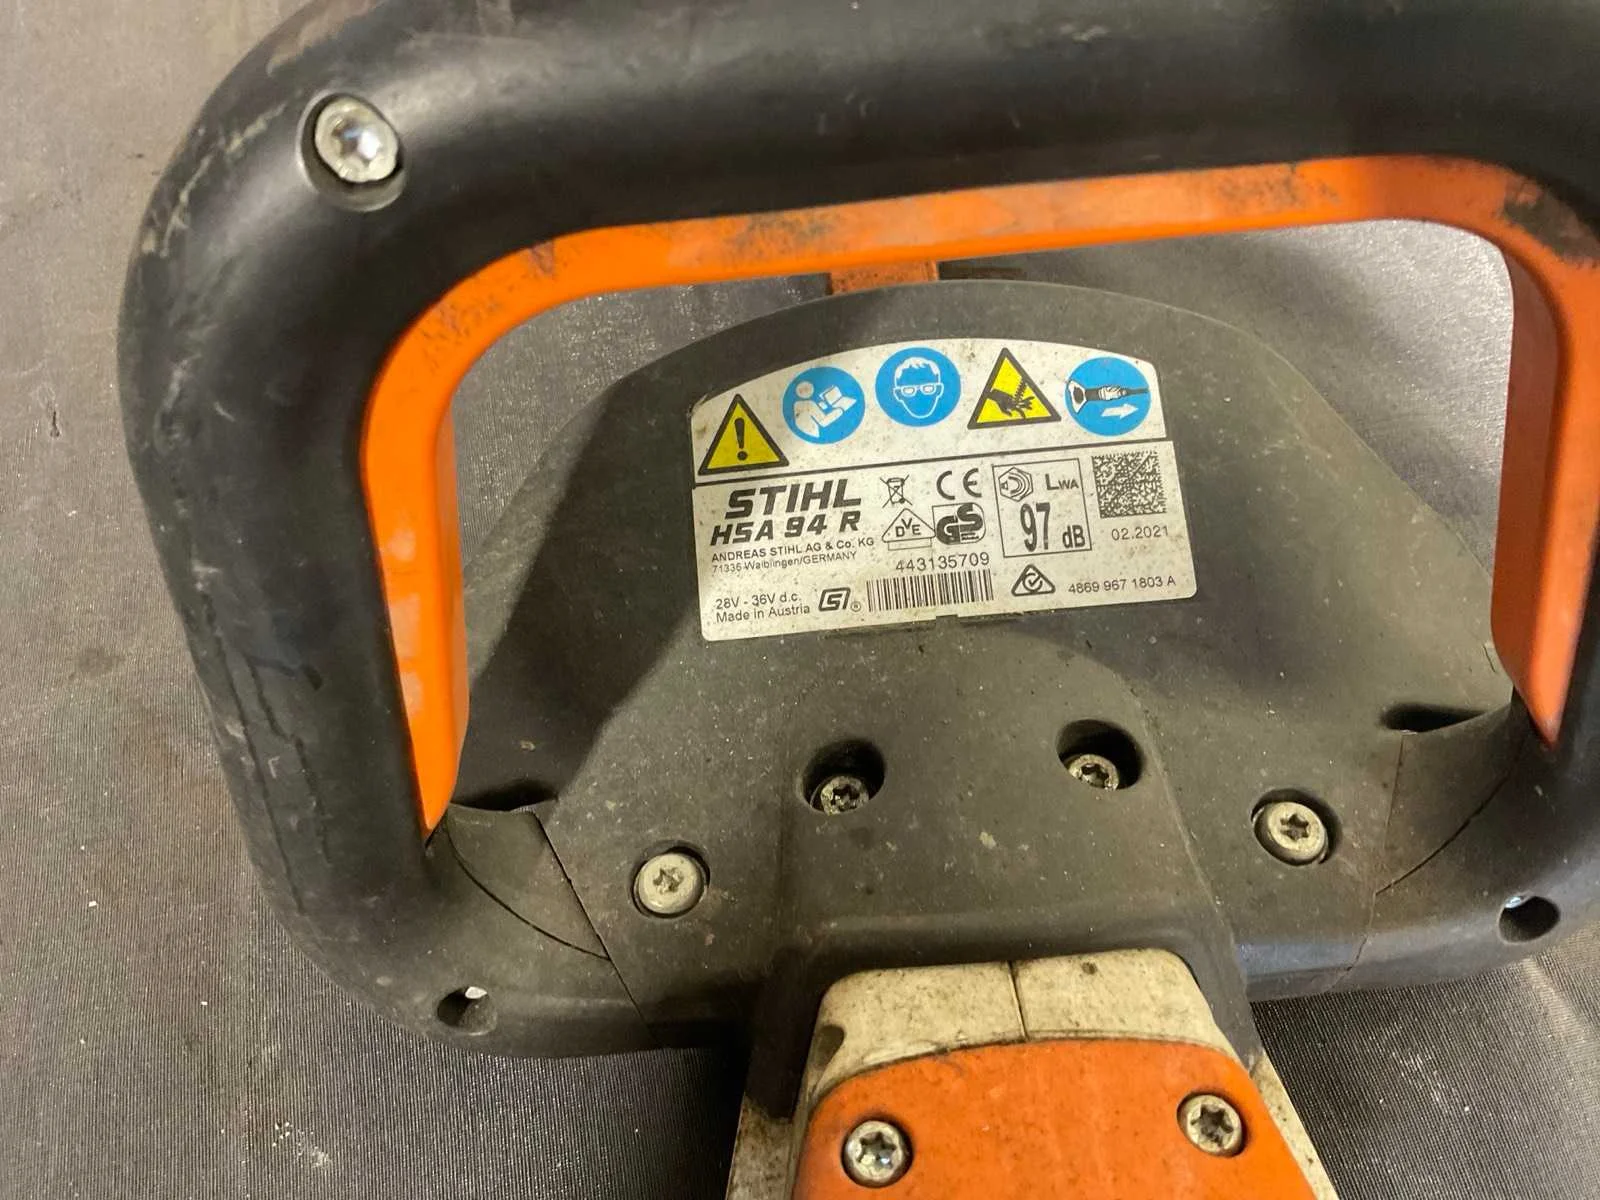 STIHL
HSA 94 R
ANDREAS STIHL AG & Co. KG
71336 Waiblingen/GERMANY
28V - 36V d.c.
Made in Austria
®
CE
DVE
GS
443135709
LWA
97 dB
02.2021
4869 967 1803 A